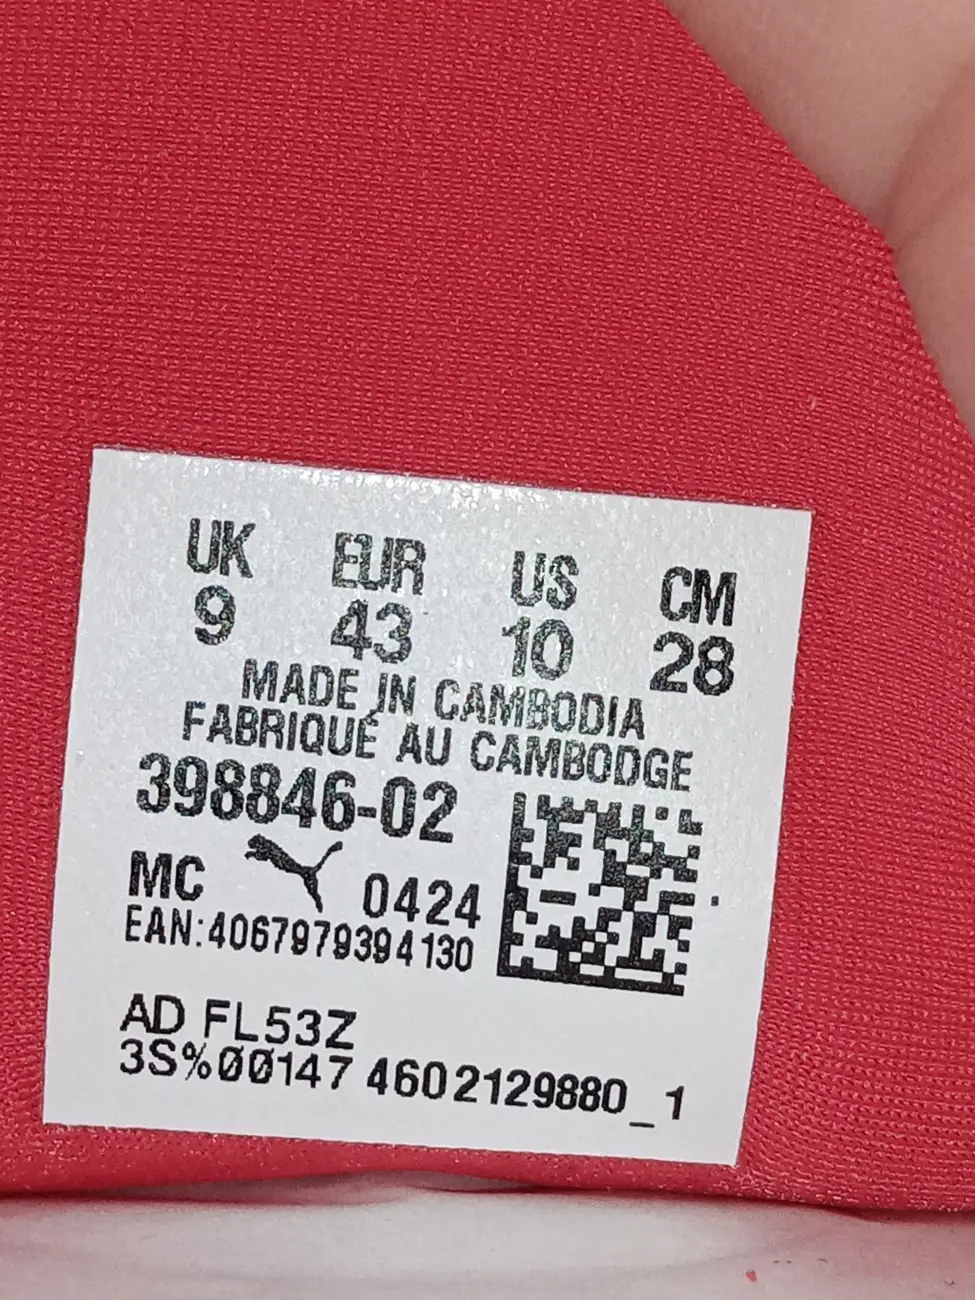 UK EUR US CM
9 43 10 28
MADE IN CAMBODIA
FABRIQUÉ AU CAMBODGE
398846-02
MC 0424
EAN:4067979394130
AD FL53Z
3S%00147 4602129880_1